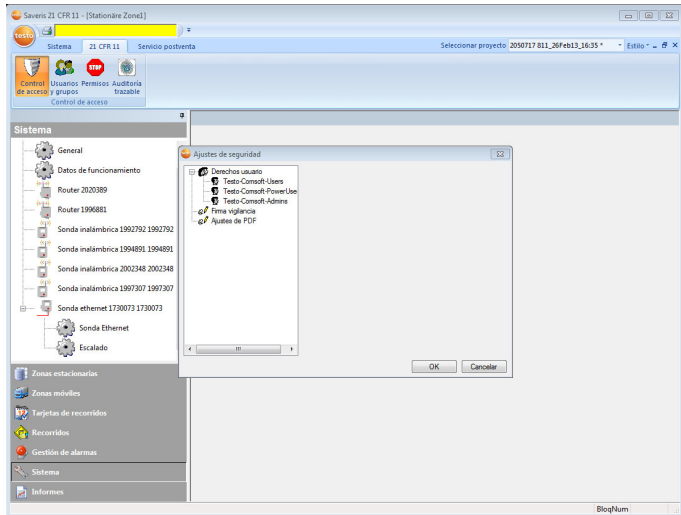 Saveris 21 CFR 11 - [Stationäre Zone1]
testo
Sistema 21 CFR 11 Servicio postventa
Seleccionar proyecto 2050717 811_26Feb13_16:35 * Estilo
Control de acceso
Usuarios y grupos
STOP
Permisos
Auditoría trazable
Control de acceso
Sistema
General
Datos de funcionamiento
Router 2020389
Router 1996881
Sonda inalámbrica 1992792 1992792
Sonda inalámbrica 1994891 1994891
Sonda inalámbrica 2002348 2002348
Sonda inalámbrica 1997307 1997307
Sonda ethernet 1730073 1730073
Sonda Ethernet
Escalado
Zonas estacionarias
Zonas móviles
Tarjetas de recorridos
Recorridos
Gestión de alarmas
Sistema
Informes
Ajustes de seguridad
Derechos usuario
Testo-Comsoft-Users
Testo-Comsoft-PowerUse
Testo-Comsoft-Admins
Firma vigilancia
Ajustes de PDF
OK Cancelar
BloqNum